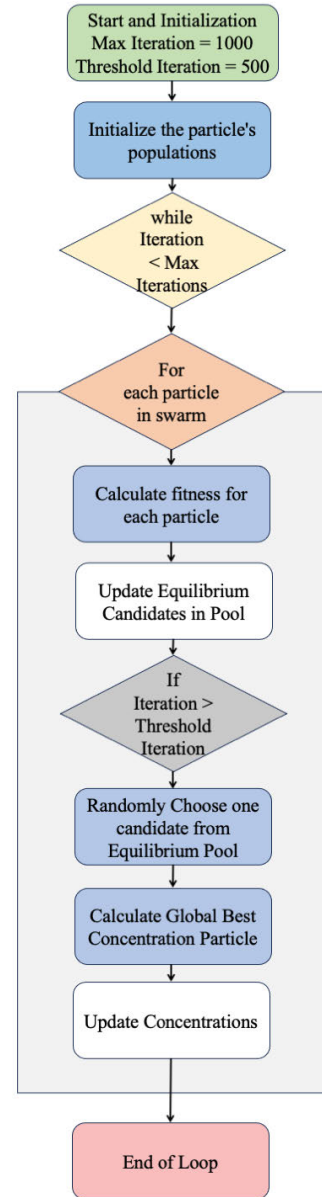 Start and Initialization
Max Iteration = 1000
Threshold Iteration = 500
Initialize the particle's
populations
while
Iteration
< Max
Iterations
For
each particle
in swarm
Calculate fitness for
each particle
Update Equilibrium
Candidates in Pool
If
Iteration >
Threshold
Iteration
Randomly Choose one
candidate from
Equilibrium Pool
Calculate Global Best
Concentration Particle
Update Concentrations
End of Loop